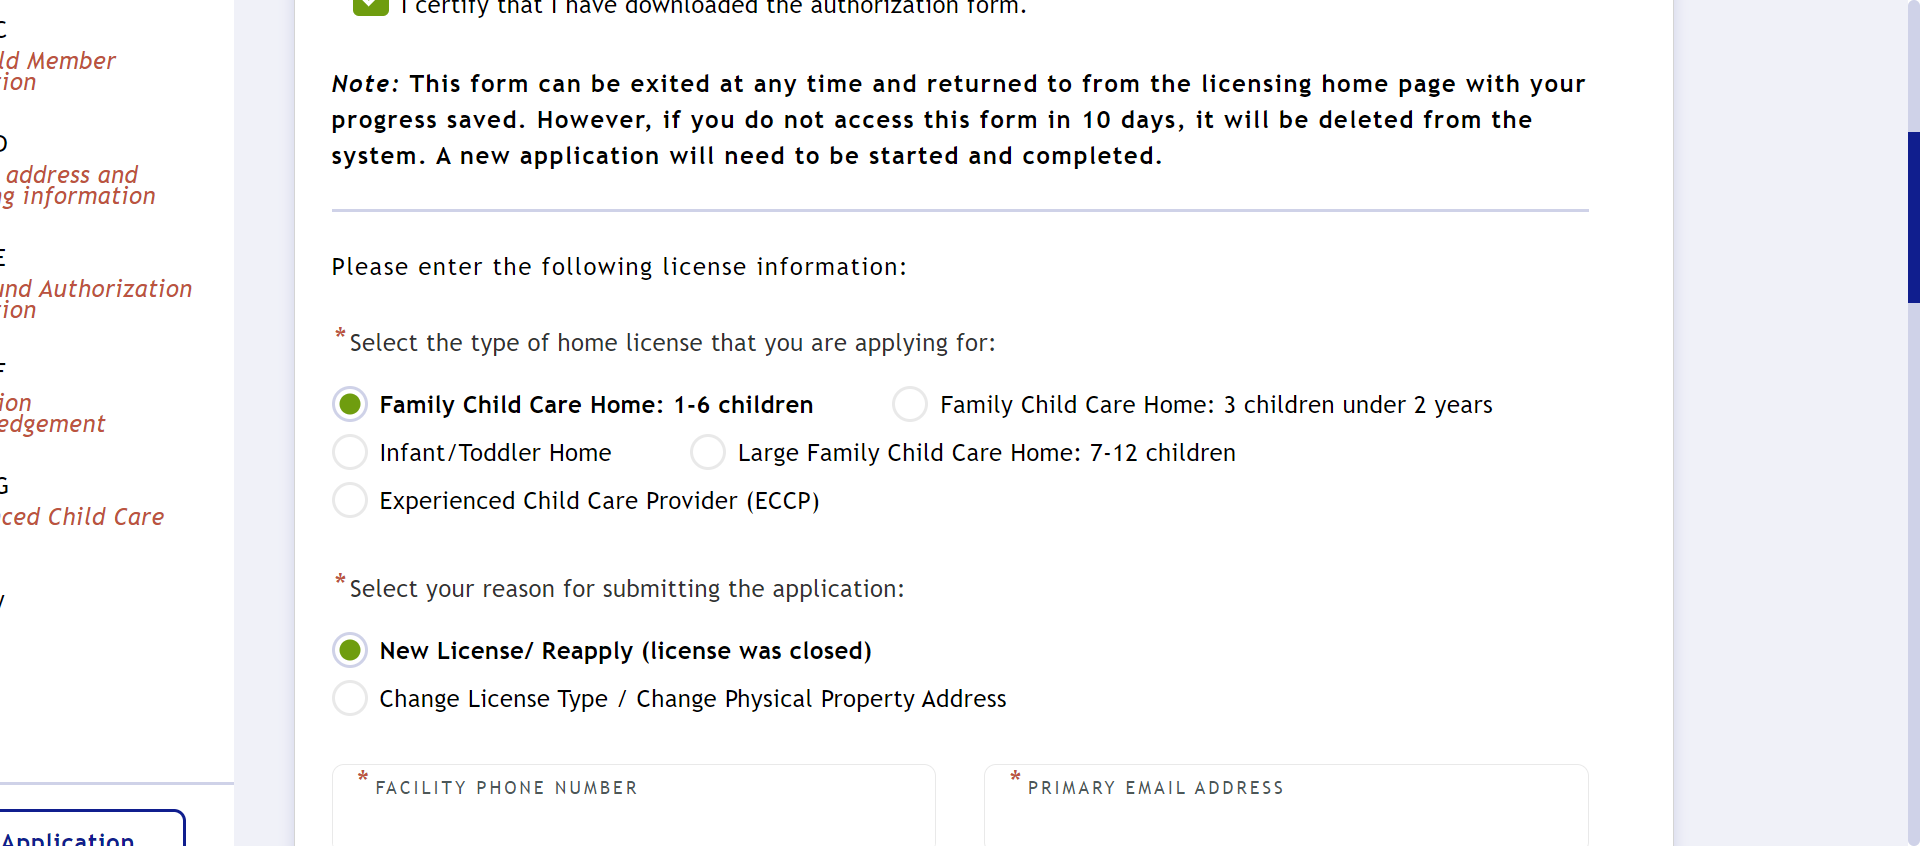 C
ld Member
tion
D
address and
ng information
E
und Authorization
tion
F
ion
edgement
G
ced Child Care
y
Application
I certify that I have downloaded the authorization form.
Note: This form can be exited at any time and returned to from the licensing home page with your
progress saved. However, if you do not access this form in 10 days, it will be deleted from the
system. A new application will need to be started and completed.
Please enter the following license information:
*Select the type of home license that you are applying for:
Family Child Care Home: 1-6 children Family Child Care Home: 3 children under 2 years
Infant/Toddler Home Large Family Child Care Home: 7-12 children
Experienced Child Care Provider (ECCP)
*Select your reason for submitting the application:
New License/ Reapply (license was closed)
Change License Type / Change Physical Property Address
*FACILITY PHONE NUMBER *PRIMARY EMAIL ADDRESS